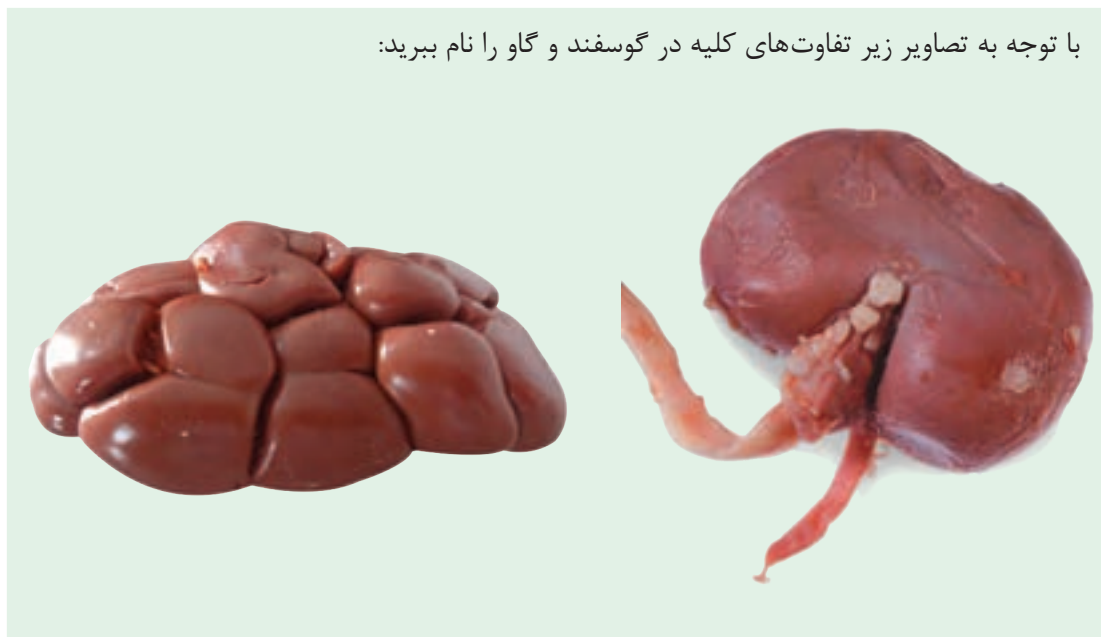 با توجه به تصاویر زیر تفاوت‌های کلیه در گوسفند و گاو را نام ببرید: